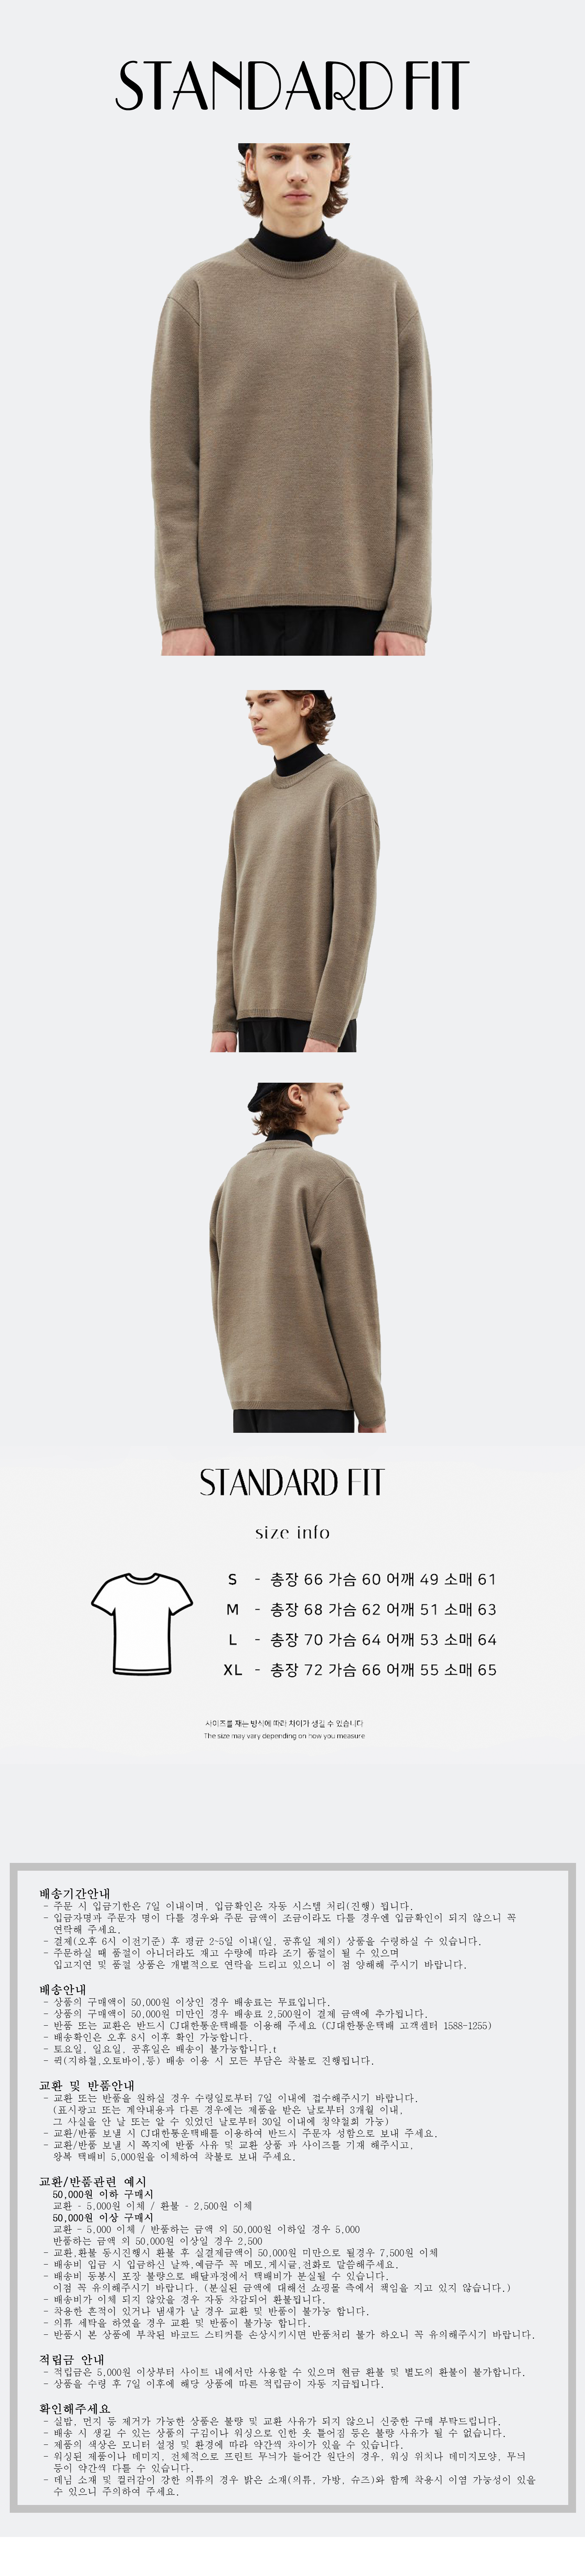 STANDARD FIT
STANDARD FIT
size info
S - 총장 66 가슴 60 어깨 49 소매 61
M - 총장 68 가슴 62 어깨 51 소매 63
L - 총장 70 가슴 64 어깨 53 소매 64
XL - 총장 72 가슴 66 어깨 55 소매 65
사이즈를 재는 방식에 따라 차이가 생길 수 있습니다
The size may vary depending on how you measure
배송기간안내
- 주문 시 입금기한은 7일 이내이며, 입금확인은 자동 시스템 처리(진행) 됩니다.
- 입금자명과 주문자 명이 다를 경우와 주문 금액이 조금이라도 다를 경우엔 입금확인이 되지 않으니 꼭
연락해 주세요.
- 결제(오후 6시 이전기준) 후 평균 2~5일 이내(일, 공휴일 제외) 상품을 수령하실 수 있습니다.
- 주문하실 때 품절이 아니더라도 재고 수량에 따라 조기 품절이 될 수 있으며
입고지연 및 품절 상품은 개별적으로 연락을 드리고 있으니 이 점 양해해 주시기 바랍니다.
배송안내
- 상품의 구매액이 50,000원 이상인 경우 배송료는 무료입니다.
- 상품의 구매액이 50,000원 미만인 경우 배송료 2,500원이 결제 금액에 추가됩니다.
- 반품 또는 교환은 반드시 CJ대한통운택배를 이용해 주세요 (CJ대한통운택배 고객센터 1588-1255)
- 배송확인은 오후 8시 이후 확인 가능합니다.
- 토요일, 일요일, 공휴일은 배송이 불가능합니다.t
- 퀵(지하철,오토바이,등) 배송 이용 시 모든 부담은 착불로 진행됩니다.
교환 및 반품안내
- 교환 또는 반품을 원하실 경우 수령일로부터 7일 이내에 접수해주시기 바랍니다.
(표시광고 또는 계약내용과 다른 경우에는 제품을 받은 날로부터 3개월 이내,
그 사실을 안 날 또는 알 수 있었던 날로부터 30일 이내에 청약철회 가능)
- 교환/반품 보낼 시 CJ대한통운택배를 이용하여 반드시 주문자 성함으로 보내 주세요.
- 교환/반품 보낼 시 쪽지에 반품 사유 및 교환 상품 과 사이즈를 기재 해주시고,
왕복 택배비 5,000원을 이체하여 착불로 보내 주세요.
교환/반품관련 예시
50,000원 이하 구매시
교환 - 5,000원 이체 / 환불 - 2,500원 이체
50,000원 이상 구매시
교환 - 5,000 이체 / 반품하는 금액 외 50,000원 이하일 경우 5,000
반품하는 금액 외 50,000원 이상일 경우 2,500
- 교환,환불 동시진행시 환불 후 실결제금액이 50,000원 미만으로 될경우 7,500원 이체
- 배송비 입금 시 입금하신 날짜,예금주 꼭 메모,게시글,전화로 말씀해주세요.
- 배송비 동봉시 포장 불량으로 배달과정에서 택배비가 분실될 수 있습니다.
이점 꼭 유의해주시기 바랍니다. (분실된 금액에 대해선 쇼핑몰 측에서 책임을 지고 있지 않습니다.)
- 배송비가 이체 되지 않았을 경우 자동 차감되어 환불됩니다.
- 착용한 흔적이 있거나 냄새가 날 경우 교환 및 반품이 불가능 합니다.
- 의류 세탁을 하였을 경우 교환 및 반품이 불가능 합니다.
- 반품시 본 상품에 부착된 바코드 스티커를 손상시키시면 반품처리 불가 하오니 꼭 유의해주시기 바랍니다.
적립금 안내
- 적립금은 5,000원 이상부터 사이트 내에서만 사용할 수 있으며 현금 환불 및 별도의 환불이 불가합니다.
- 상품을 수령 후 7일 이후에 해당 상품에 따른 적립금이 자동 지급됩니다.
확인해주세요
- 실밥, 먼지 등 제거가 가능한 상품은 불량 및 교환 사유가 되지 않으니 신중한 구매 부탁드립니다.
- 배송 시 생길 수 있는 상품의 구김이나 워싱으로 인한 옷 틀어짐 등은 불량 사유가 될 수 없습니다.
- 제품의 색상은 모니터 설정 및 환경에 따라 약간씩 차이가 있을 수 있습니다.
- 워싱된 제품이나 데미지, 전체적으로 프린트 무늬가 들어간 원단의 경우, 워싱 위치나 데미지모양, 무늬
등이 약간씩 다를 수 있습니다.
- 데님 소재 및 컬러감이 강한 의류의 경우 밝은 소재(의류, 가방, 슈즈)와 함께 착용시 이염 가능성이 있을
수 있으니 주의하여 주세요.